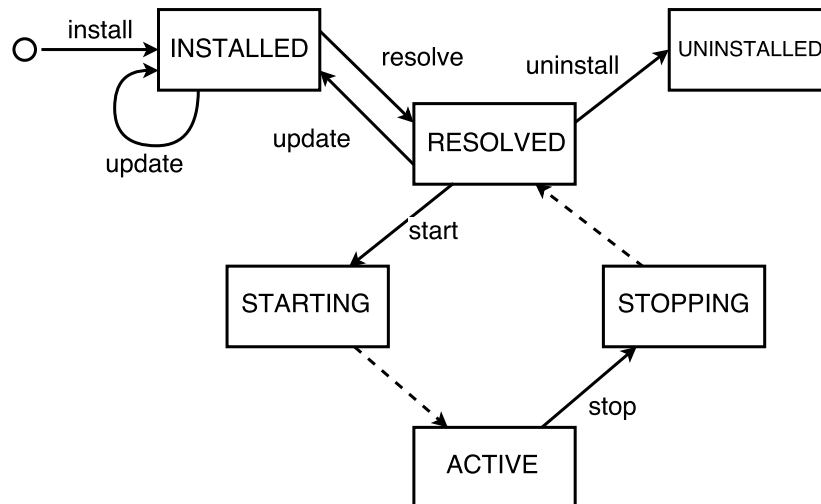 install
INSTALLED
UNINSTALLED
resolve
uninstall
update
update
RESOLVED
start
STARTING
STOPPING
stop
ACTIVE